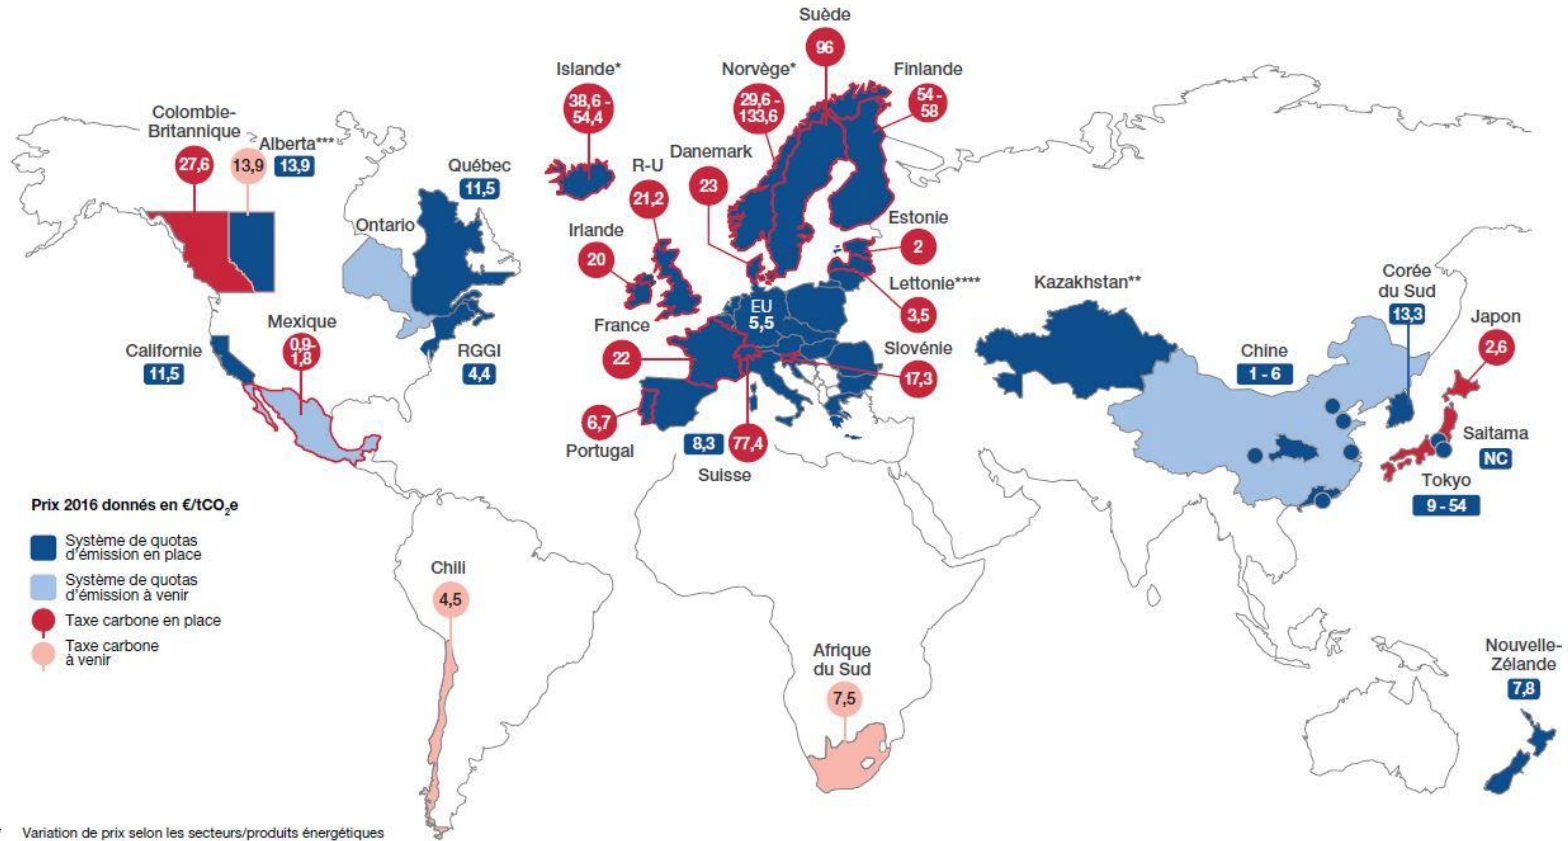 Suède
96
Islande*
38,6 -
54,4
Norvège*
29,6 -
133,6
Finlande
54 -
58
Colombie-
Britannique
27,6
Alberta***
13,9
13,9
Québec
11,5
Ontario
R-U
21,2
Danemark
23
Irlande
20
Estonie
2
Lettonie****
3,5
EU
5,5
Kazakhstan**
Corée
du Sud
13,3
Japon
2,6
Mexique
0,9-
1,8
Californie
11,5
RGGI
4,4
France
22
Slovénie
17,3
Chine
1 - 6
Portugal
6,7
8,3
77,4
Suisse
Saitama
NC
Tokyo
9 - 54
Prix 2016 donnés en €/tCO₂e
Système de quotas
d'émission en place
Système de quotas
d'émission à venir
Taxe carbone en place
Taxe carbone
à venir
Chili
4,5
Afrique
du Sud
7,5
Nouvelle-
Zélande
7,8
Variation de prix selon les secteurs/produits énergétiques